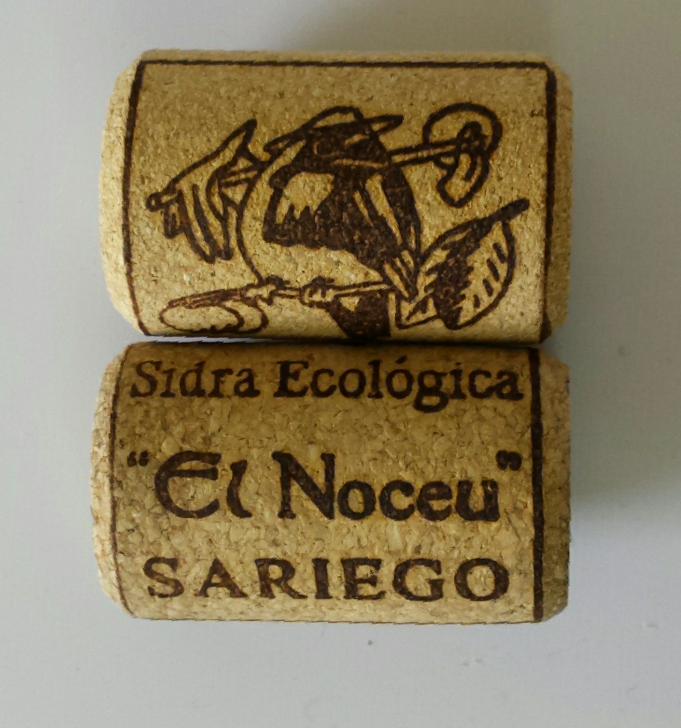 Sidra Ecológica
"El Noceu"
SARIEGO